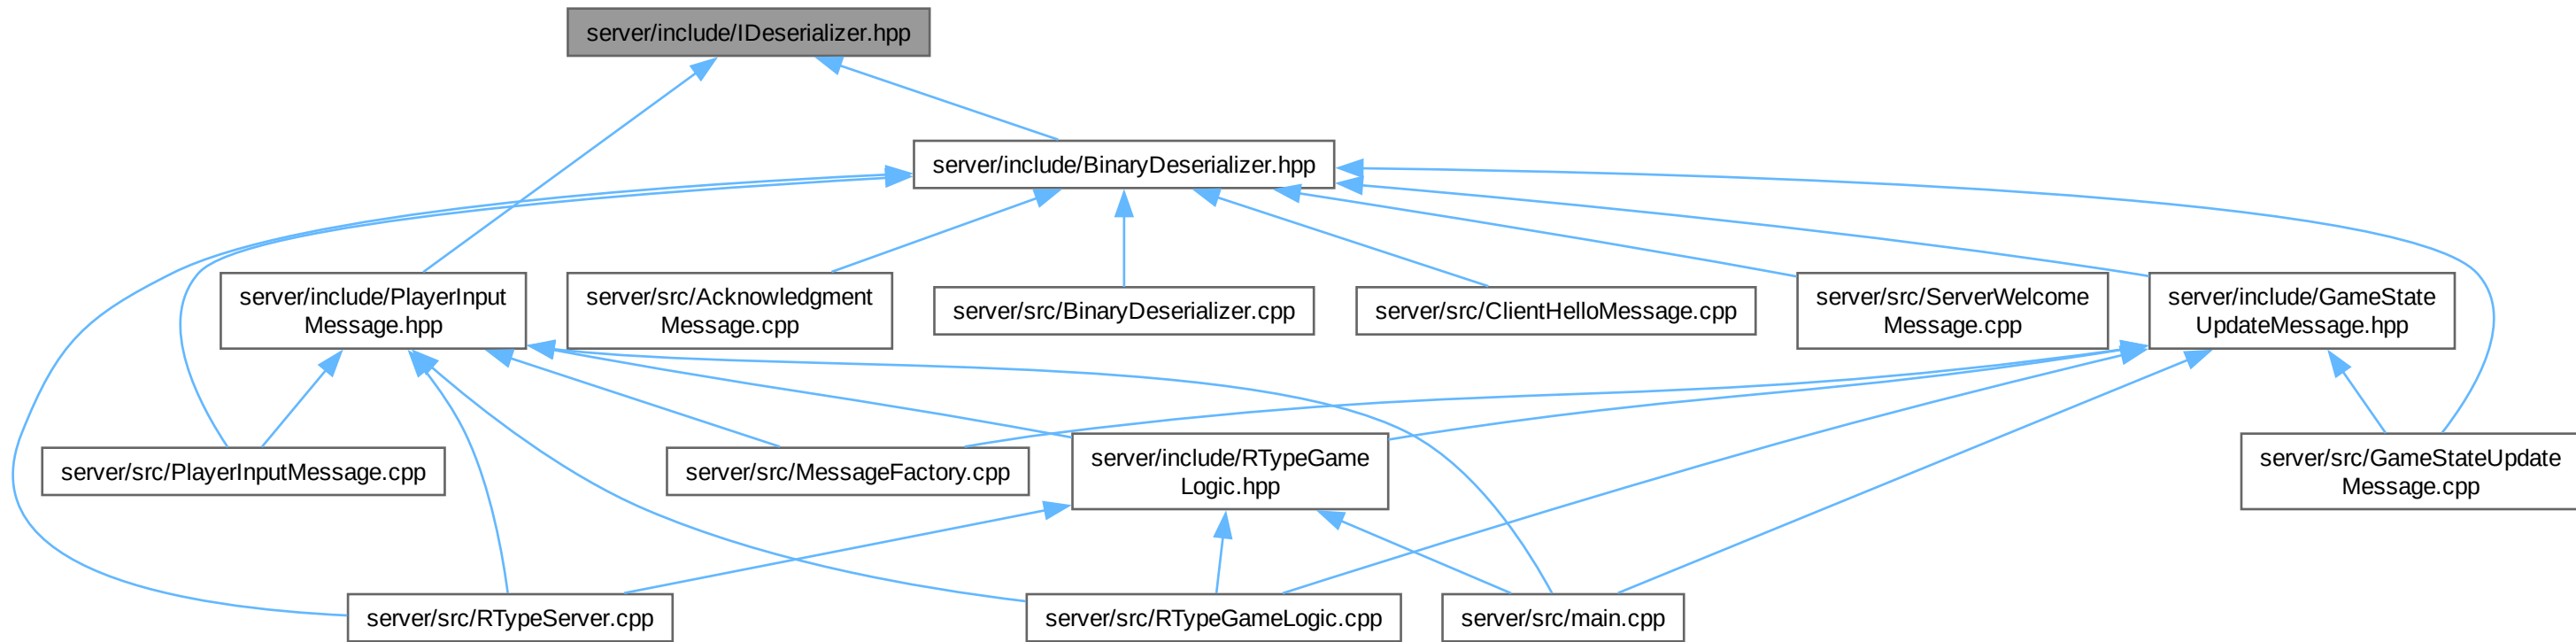 server/include/IDeserializer.hpp
server/include/BinaryDeserializer.hpp
server/include/PlayerInput
Message.hpp
server/src/Acknowledgment
Message.cpp
server/src/BinaryDeserializer.cpp
server/src/ClientHelloMessage.cpp
server/src/ServerWelcome
Message.cpp
server/include/GameState
UpdateMessage.hpp
server/src/PlayerInputMessage.cpp
server/src/MessageFactory.cpp
server/include/RTypeGame
Logic.hpp
server/src/GameStateUpdate
Message.cpp
server/src/RTypeServer.cpp
server/src/RTypeGameLogic.cpp
server/src/main.cpp